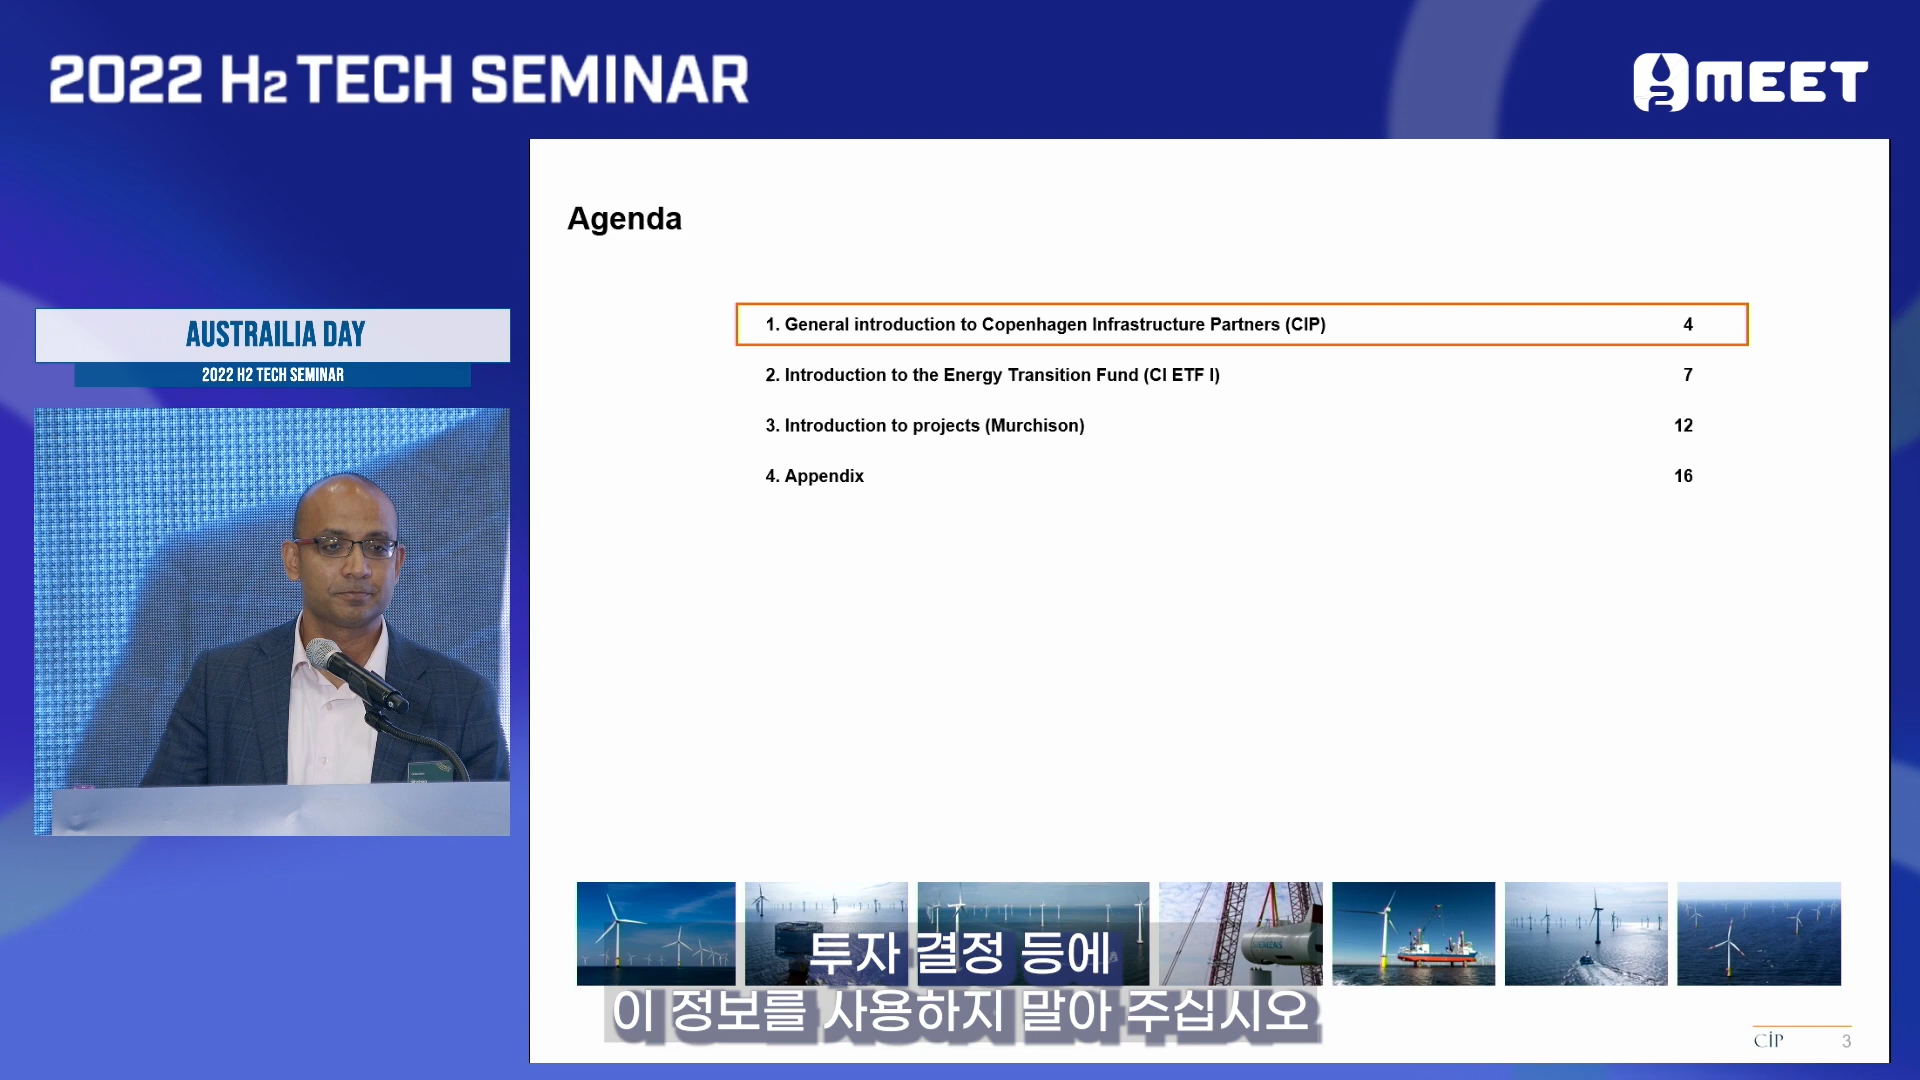 2022 H2 TECH SEMINAR
MEET
AUSTRAILIA DAY
2022 H2 TECH SEMINAR
Agenda
1. General introduction to Copenhagen Infrastructure Partners (CIP) 4
2. Introduction to the Energy Transition Fund (CI ETF I) 7
3. Introduction to projects (Murchison) 12
4. Appendix 16
SIEMENS
투자 결정 등에
이 정보를 사용하지 말아 주십시오
CIP 3